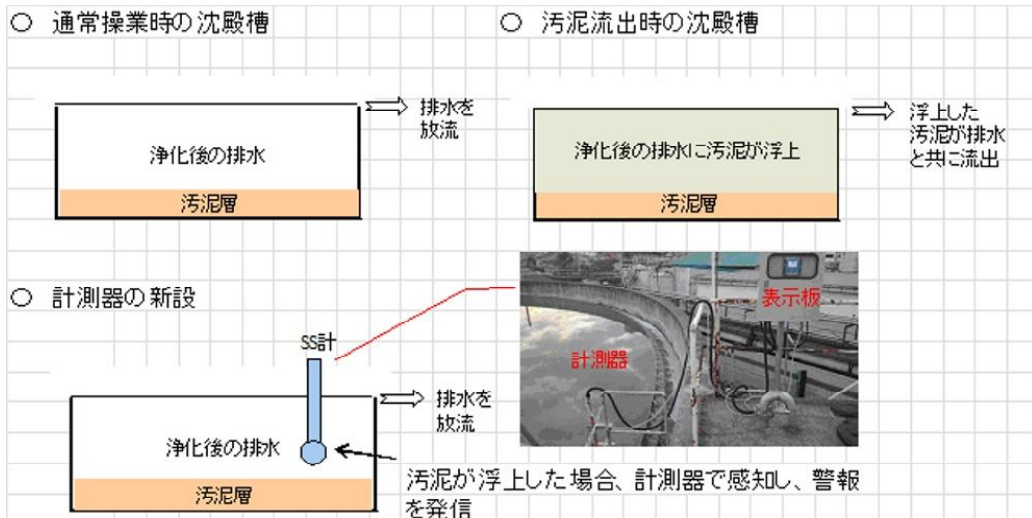 ○ 通常操業時の沈殿槽
排水を
放流
浄化後の排水
汚泥層
○ 汚泥流出時の沈殿槽
浮上した
汚泥が排水
と共に流出
浄化後の排水に汚泥が浮上
汚泥層
○ 計測器の新設
SS計
排水を
放流
浄化後の排水
汚泥層
表示板
計測器
汚泥が浮上した場合、計測器で感知し、警報
を発信